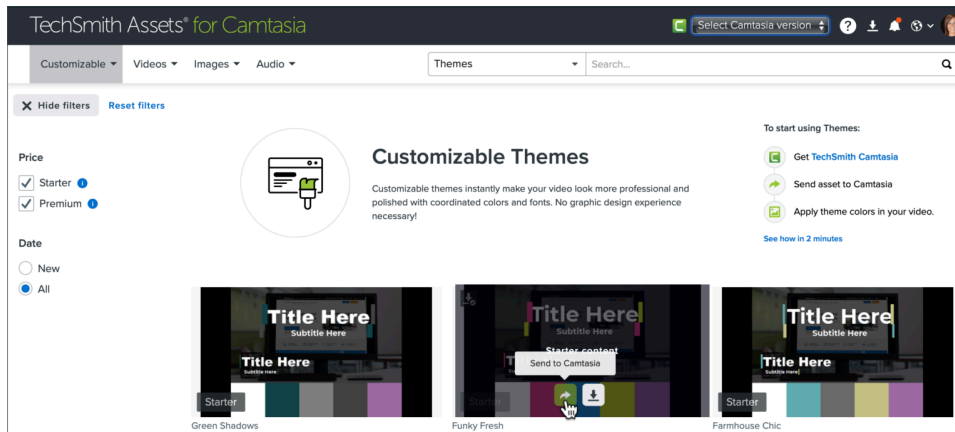 TechSmith Assets® for Camtasia
Select Camtasia version
?
Customizable
Videos
Images
Audio
Themes
Search...
X Hide filters
Reset filters
Price
Starter i
Premium i
Date
New
All
Customizable Themes
Customizable themes instantly make your video look more professional and
polished with coordinated colors and fonts. No graphic design experience
necessary!
To start using Themes:
Get TechSmith Camtasia
Send asset to Camtasia
Apply theme colors in your video.
See how in 2 minutes
Title Here
Subtitle Here
Title Here
Subtitle Here
Starter
Green Shadows
Title Here
Subtitle Here
Starter content
Send to Camtasia
Starter
Funky Fresh
Title Here
Subtitle Here
Title Here
Subtitle Here
Starter
Farmhouse Chic